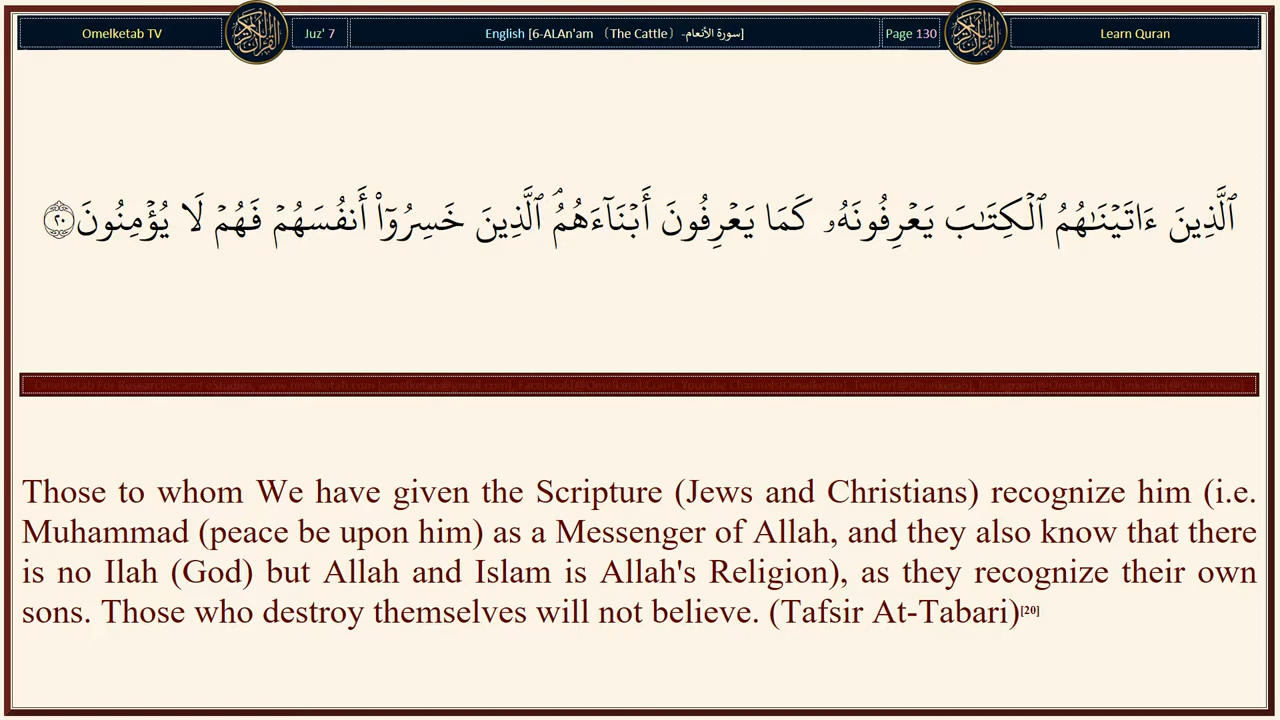 Omelketab TV
Juz' 7
English [6-ALAn'am (The Cattle) -سورة الأنعام]
Page 130
Learn Quran
ٱلَّذِينَ ءَاتَيۡنَٰهُمُ ٱلۡكِتَٰبَ يَعۡرِفُونَهُۥ كَمَا يَعۡرِفُونَ أَبۡنَآءَهُمُۘ ٱلَّذِينَ خَسِرُوٓاْ أَنفُسَهُمۡ فَهُمۡ لَا يُؤۡمِنُونَ ٢٠
Those to whom We have given the Scripture (Jews and Christians) recognize him (i.e.
Muhammad (peace be upon him) as a Messenger of Allah, and they also know that there
is no Ilah (God) but Allah and Islam is Allah's Religion), as they recognize their own
sons. Those who destroy themselves will not believe. (Tafsir At-Tabari)[20]